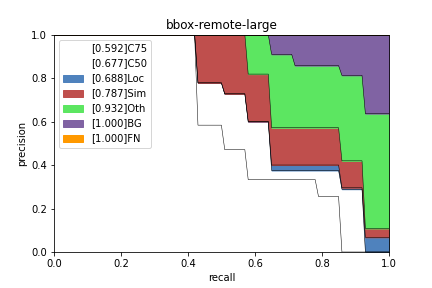 bbox-remote-large
1.0
0.8
0.6
0.4
0.2
0.0
precision
[0.592]C75
[0.677]C50
[0.688]Loc
[0.787]Sim
[0.932]Oth
[1.000]BG
[1.000]FN
0.0 0.2 0.4 0.6 0.8 1.0
recall